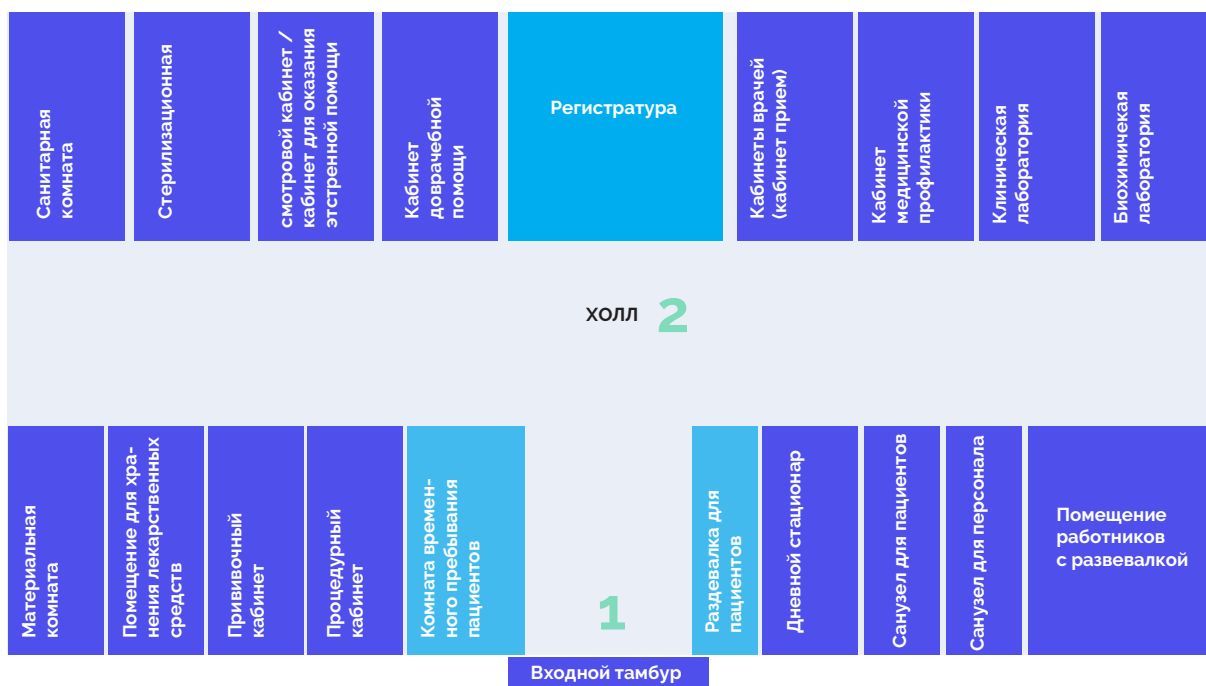 Санитарная
комната
Стерилизационная
смотровой кабинет /
кабинет для оказания
этстренной помощи
Кабинет
доврачебной
помощи
Регистратура
Кабинеты врачей
(кабинет прием)
Кабинет
медицинской
профилактики
Клиническая
лаборатория
Биохимичекая
лаборатория
ХОЛЛ 2
Материальная
комната
Помещение для хра-
нения лекарственных
средств
Прививочный
кабинет
Процедурный
кабинет
Комната времен-
ного пребывания
пациентов
1
Раздевалка для
пациентов
Дневной стационар
Санузел для пациентов
Санузел для персонала
Помещение
работников
с развевалкой
Входной тамбур